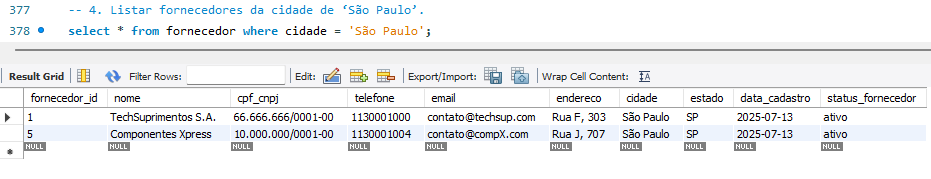 377 -- 4. Listar fornecedores da cidade de ‘São Paulo’.
378 select * from fornecedor where cidade = 'São Paulo';
Result Grid Filter Rows: Edit: Export/Import: Wrap Cell Content:
fornecedor_id nome cpf_cnpj telefone email endereco cidade estado data_cadastro status_fornecedor
1 TechSuprimentos S.A. 66.666.666/0001-00 1130001000 contato@techsup.com Rua F, 303 São Paulo SP 2025-07-13 ativo
5 Componentes Xpress 10.000.000/0001-00 1130001004 contato@compX.com Rua J, 707 São Paulo SP 2025-07-13 ativo
NULL NULL NULL NULL NULL NULL NULL NULL NULL NULL